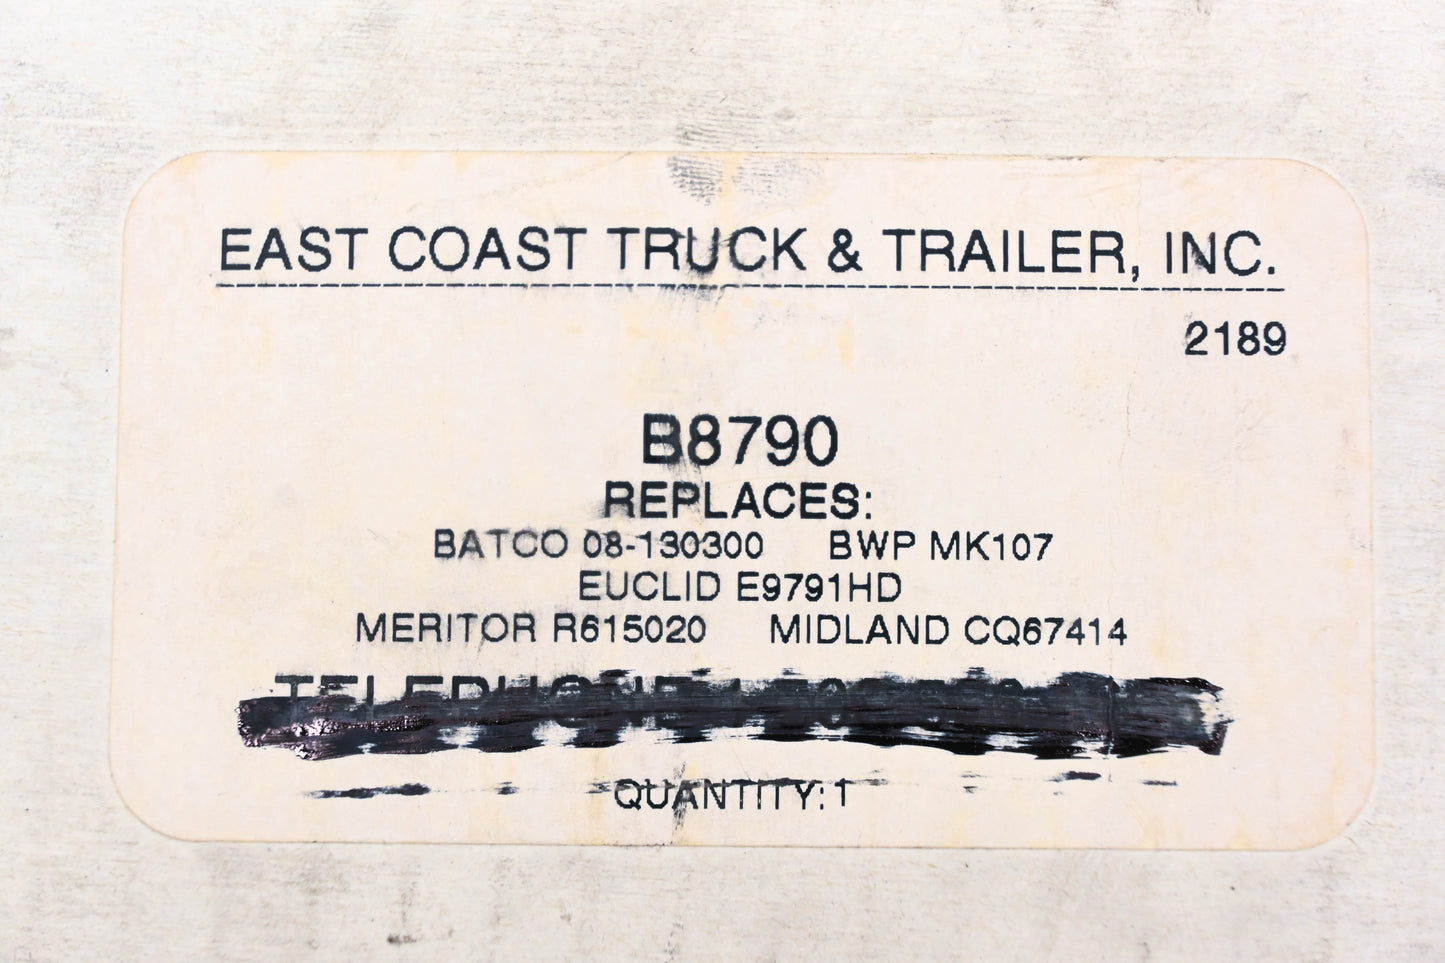 EAST COAST TRUCK & TRAILER, INC.
2189
B8790
REPLACES:
BATCO 08-130300 BWP MK107
EUCLID E9791HD
MERITOR R615020 MIDLAND CQ67414
TELEPHONE
QUANTITY: 1